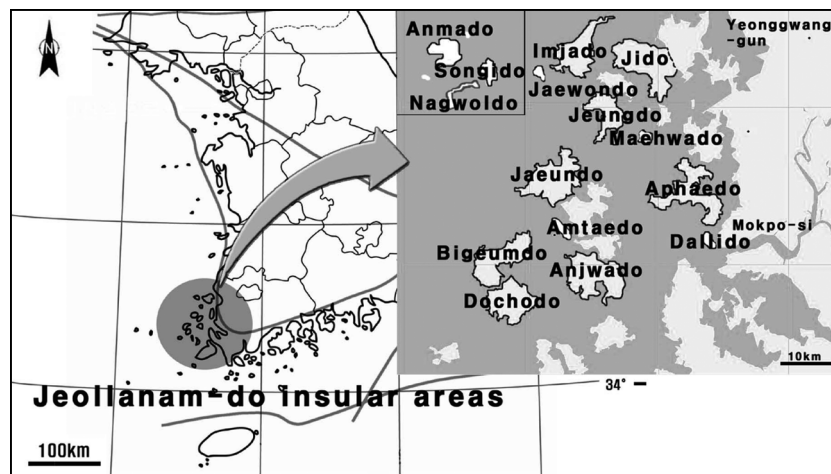 N
Anmado
Songido
Nagwoldo
Imjado
Jido
Yeonggwang
-gun
Jaewondo
Jeungdo
Maehwado
Jaeundo
Aphaedo
Amtaedo
Mokpo-si
Dallido
Bigeumdo
Anjwado
Dochodo
10km
34°
Jeollanam-do insular areas
100km